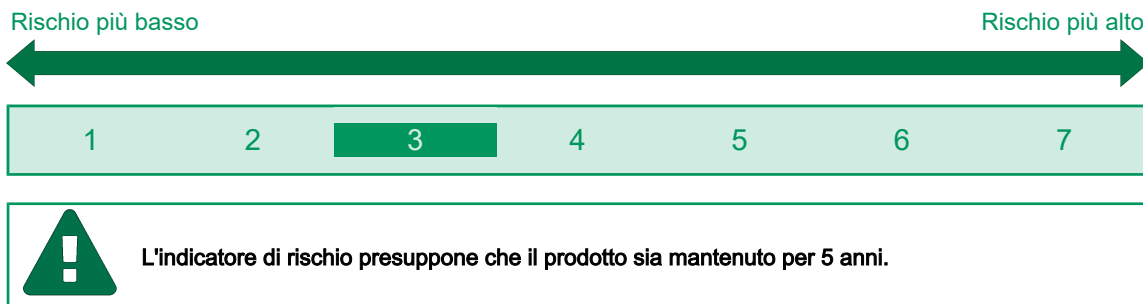 Rischio più basso Rischio più alto
1 2 3 4 5 6 7
L'indicatore di rischio presuppone che il prodotto sia mantenuto per 5 anni.